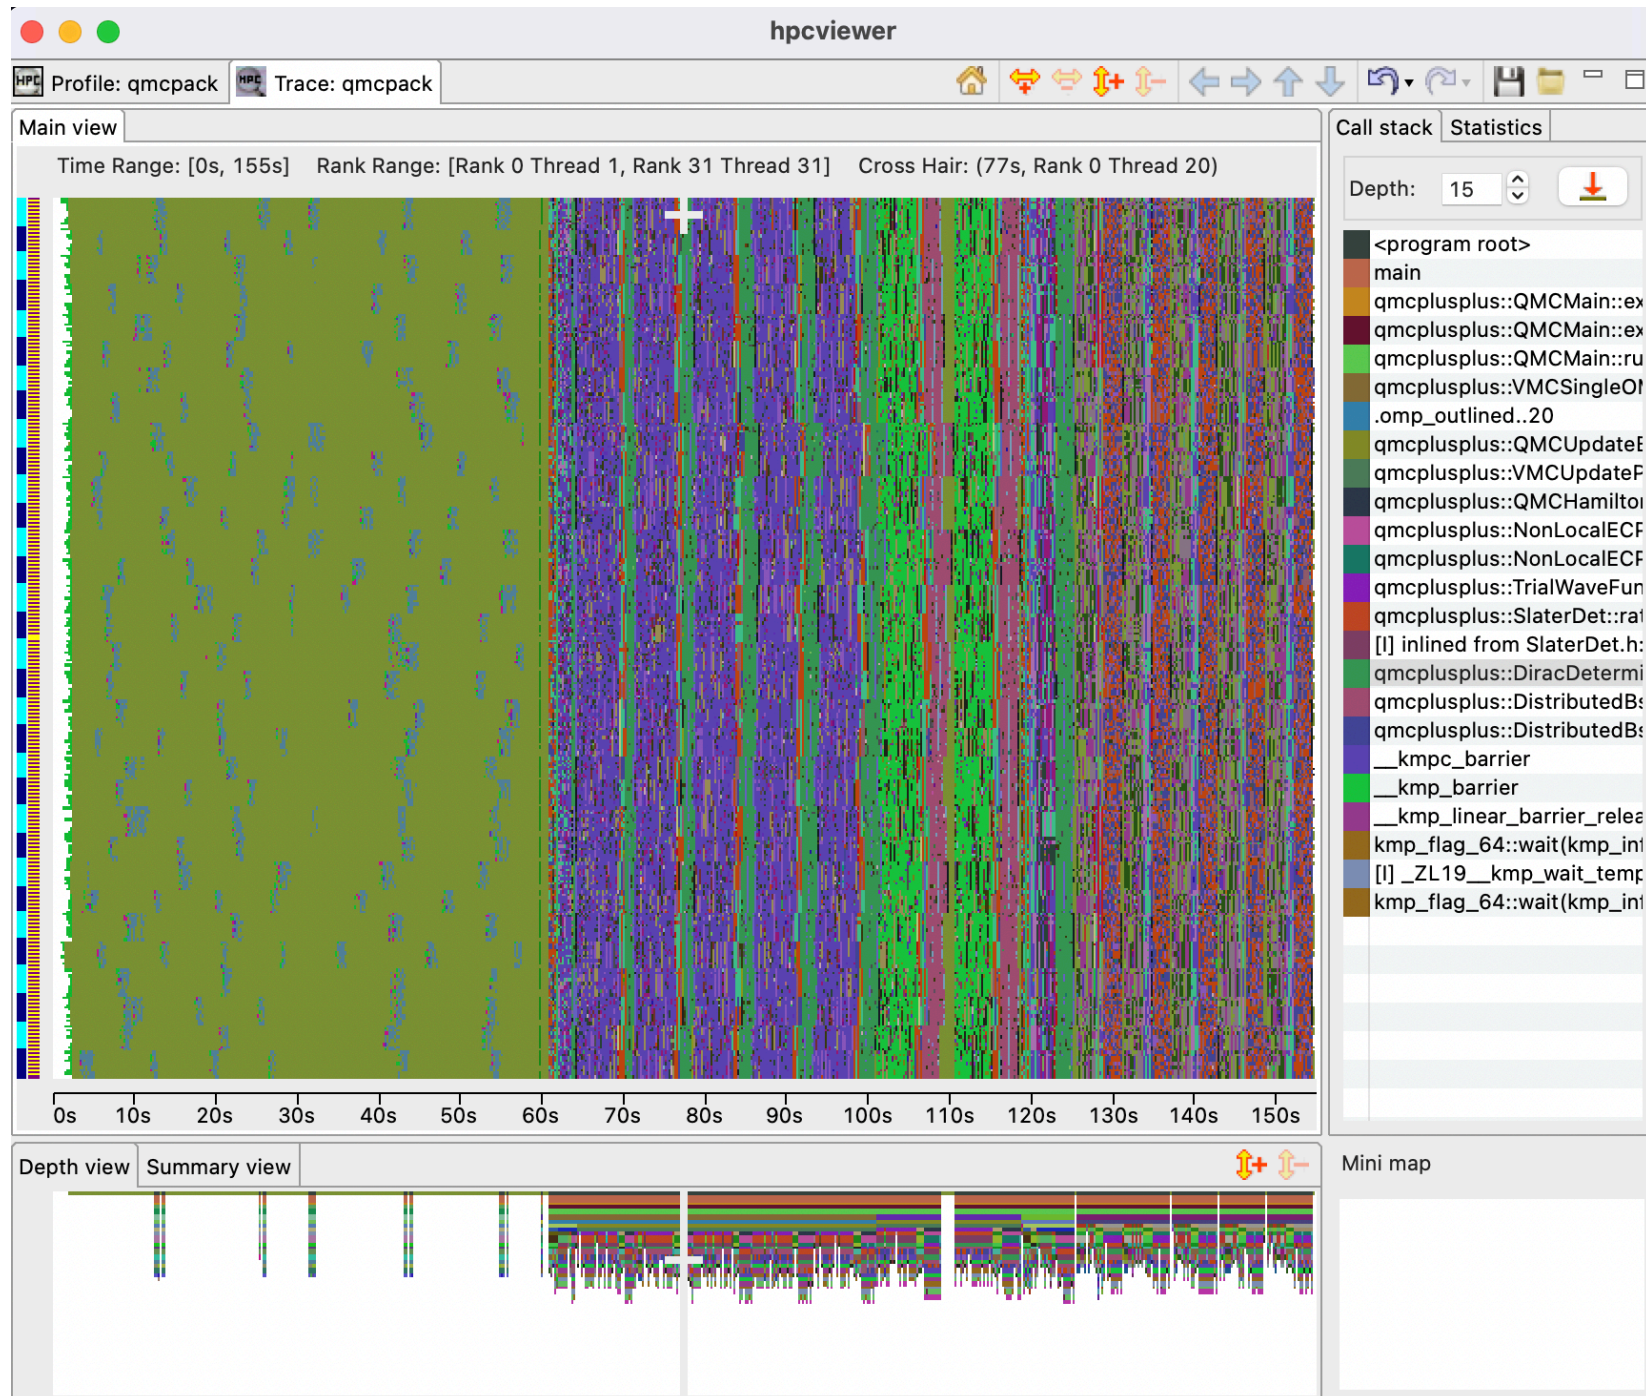 hpcviewer
Profile: qmcpack
Trace: qmcpack
Main view
Time Range: [0s, 155s] Rank Range: [Rank 0 Thread 1, Rank 31 Thread 31] Cross Hair: (77s, Rank 0 Thread 20)
0s 10s 20s 30s 40s 50s 60s 70s 80s 90s 100s 110s 120s 130s 140s 150s
Depth view
Summary view
Call stack
Statistics
Depth: 15
<program root>
main
qmcplusplus::QMCMain::ex
qmcplusplus::QMCMain::ex
qmcplusplus::QMCMain::ru
qmcplusplus::VMCSingleO
.omp_outlined..20
qmcplusplus::QMCUpdateE
qmcplusplus::VMCUpdateP
qmcplusplus::QMCHamilto
qmcplusplus::NonLocalECF
qmcplusplus::NonLocalECF
qmcplusplus::TrialWaveFun
qmcplusplus::SlaterDet::rat
[I] inlined from SlaterDet.h:
qmcplusplus::DiracDetermi
qmcplusplus::DistributedBs
qmcplusplus::DistributedBs
__kmpc_barrier
__kmp_barrier
__kmp_linear_barrier_relea
kmp_flag_64::wait(kmp_inf
[I] _ZL19__kmp_wait_temp
kmp_flag_64::wait(kmp_inf
Mini map